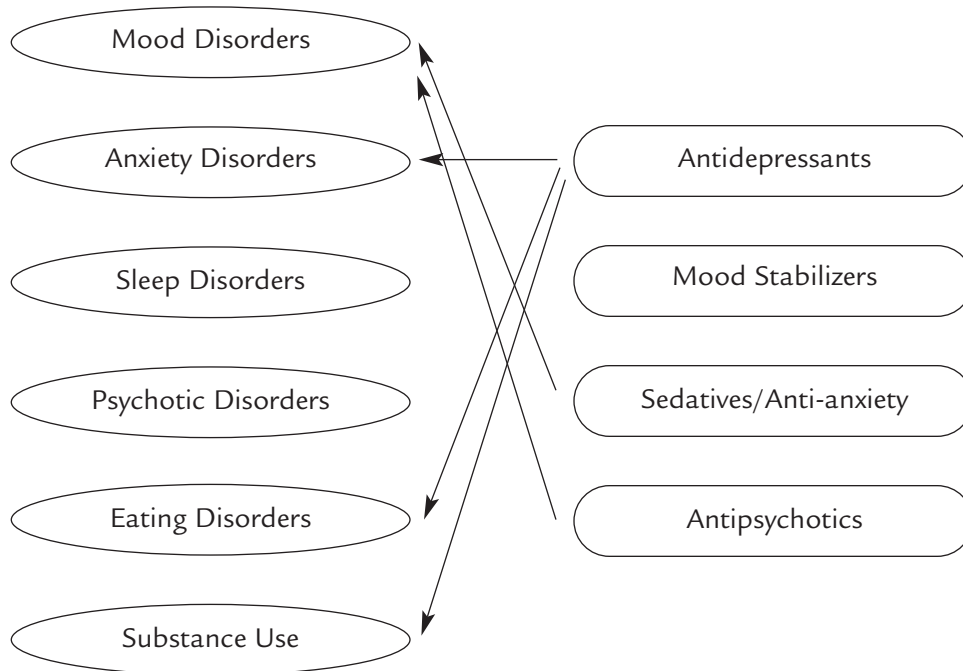 Mood Disorders
Anxiety Disorders
Sleep Disorders
Psychotic Disorders
Eating Disorders
Substance Use
Antidepressants
Mood Stabilizers
Sedatives/Anti-anxiety
Antipsychotics